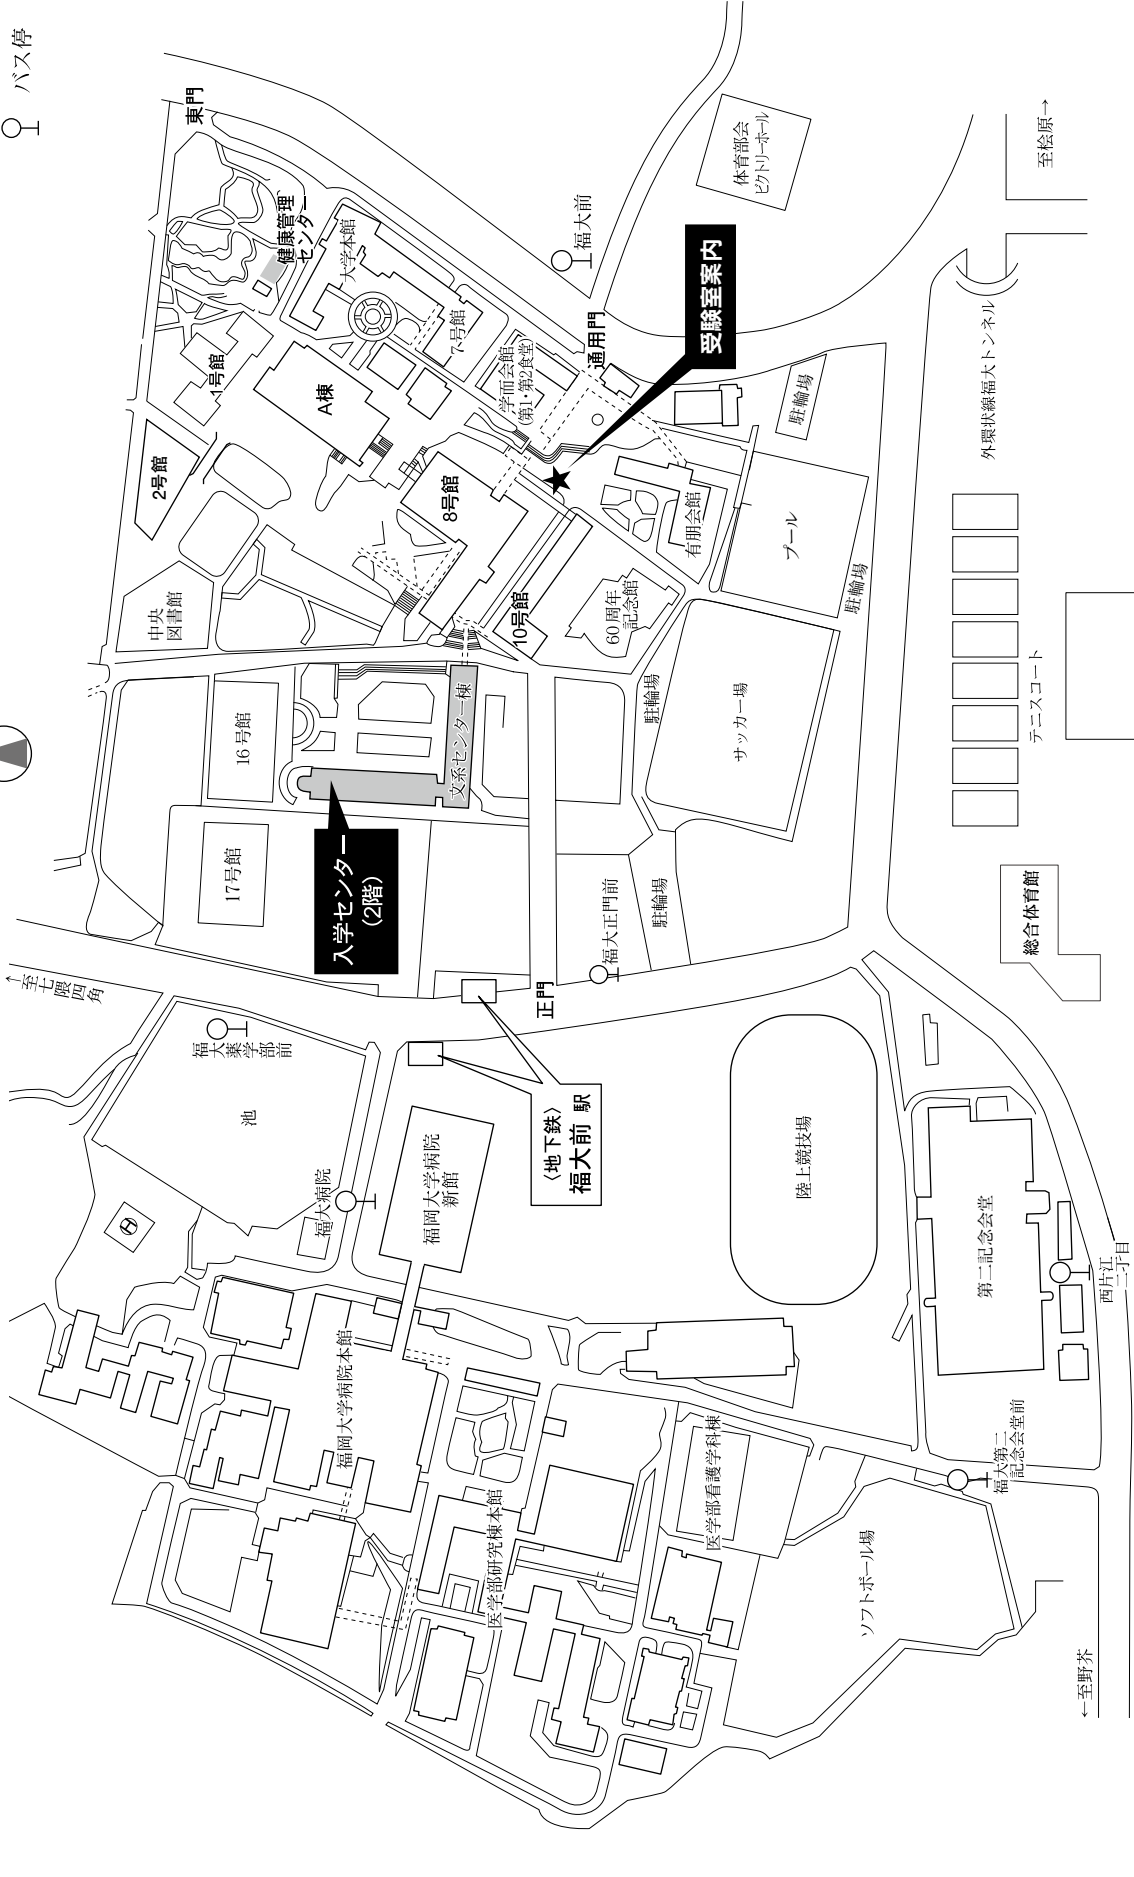 バス停
東門
健康管理
センター
大学本館
7号館
1号館
A棟
2号館
学而会館
(第1・第2食堂)
通用門
福大前
体育部会
ビクトリーホール
受験室案内
至桧原→
外環状線福大トンネル
駐輪場
8号館
有朋会館
プール
駐輪場
10号館
60周年
記念館
中央
図書館
16号館
文系センター棟
駐輪場
サッカー場
テニスコート
17号館
入学センター
(2階)
福大正門前
駐輪場
総合体育館
正門
←至七隈四角
福大薬学部前
池
〈地下鉄〉
福大前 駅
福大病院
福岡大学病院
新館
陸上競技場
第二記念会堂
西片江
二丁目
H
福岡大学病院本館
医学部看護学科棟
福大第二
記念会堂前
医学部研究棟本館
ソフトボール場
←至野芥